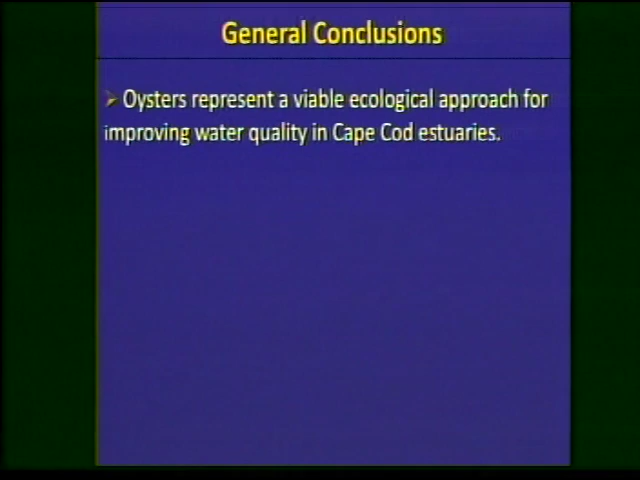 General Conclusions
➤ Oysters represent a viable ecological approach for
improving water quality in Cape Cod estuaries.